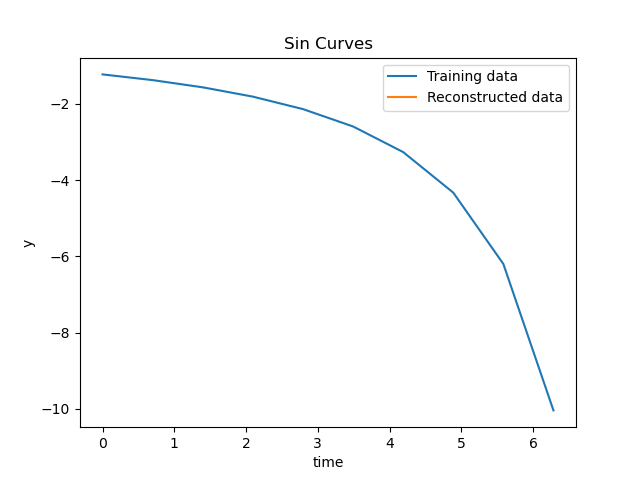 Sin Curves
Training data
Reconstructed data
−2
−4
−6
−8
−10
y
0 1 2 3 4 5 6
time